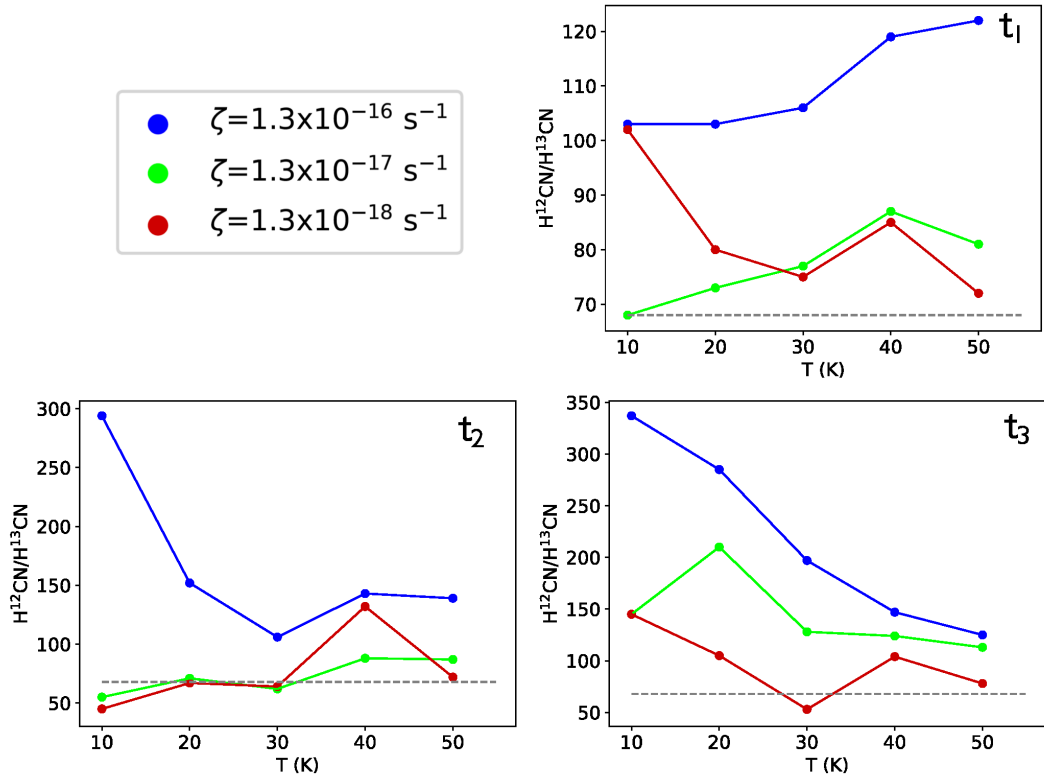 ζ=1.3x10⁻¹⁶ s⁻¹
ζ=1.3x10⁻¹⁷ s⁻¹
ζ=1.3x10⁻¹⁸ s⁻¹
t₁
H¹²CN/H¹³CN
120
110
100
90
80
70
10 20 30 40 50
T (K)
t₂
H¹²CN/H¹³CN
300
250
200
150
100
50
10 20 30 40 50
T (K)
t₃
H¹²CN/H¹³CN
350
300
250
200
150
100
50
10 20 30 40 50
T (K)